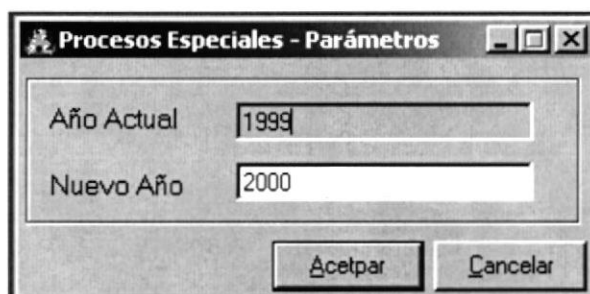 Procesos Especiales - Parámetros
Año Actual 1999
Nuevo Año 2000
Acetpar Cancelar